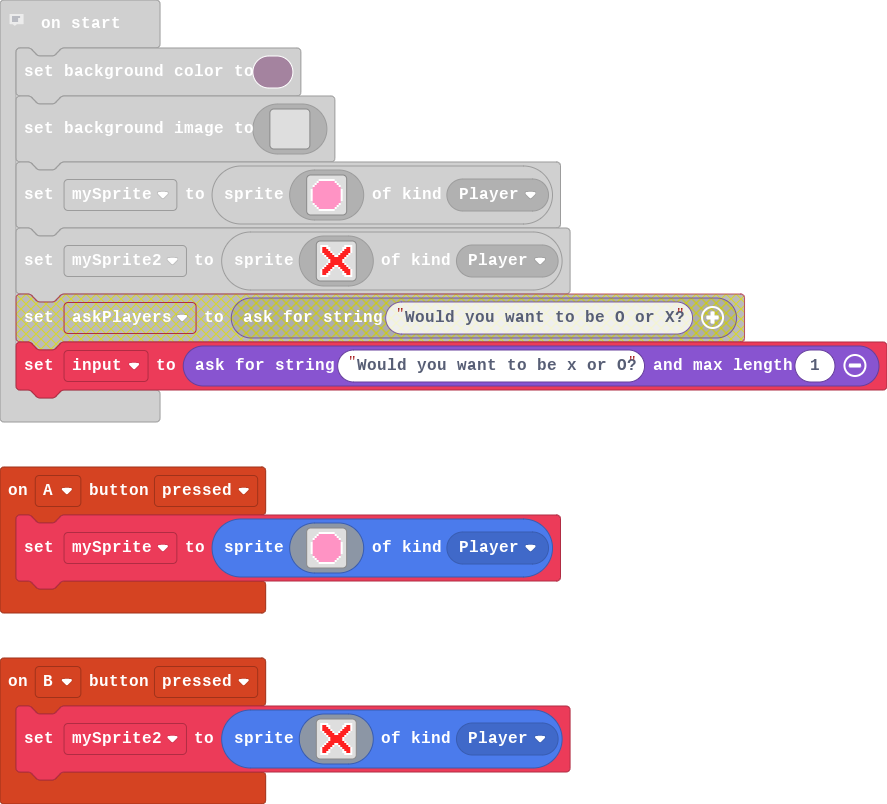 on start
set background color to
set background image to
set mySprite to sprite of kind Player
set mySprite2 to sprite of kind Player
set askPlayers to ask for string "Would you want to be O or X?"
set input to ask for string "Would you want to be x or O?" and max length 1
on A button pressed
set mySprite to sprite of kind Player
on B button pressed
set mySprite2 to sprite of kind Player